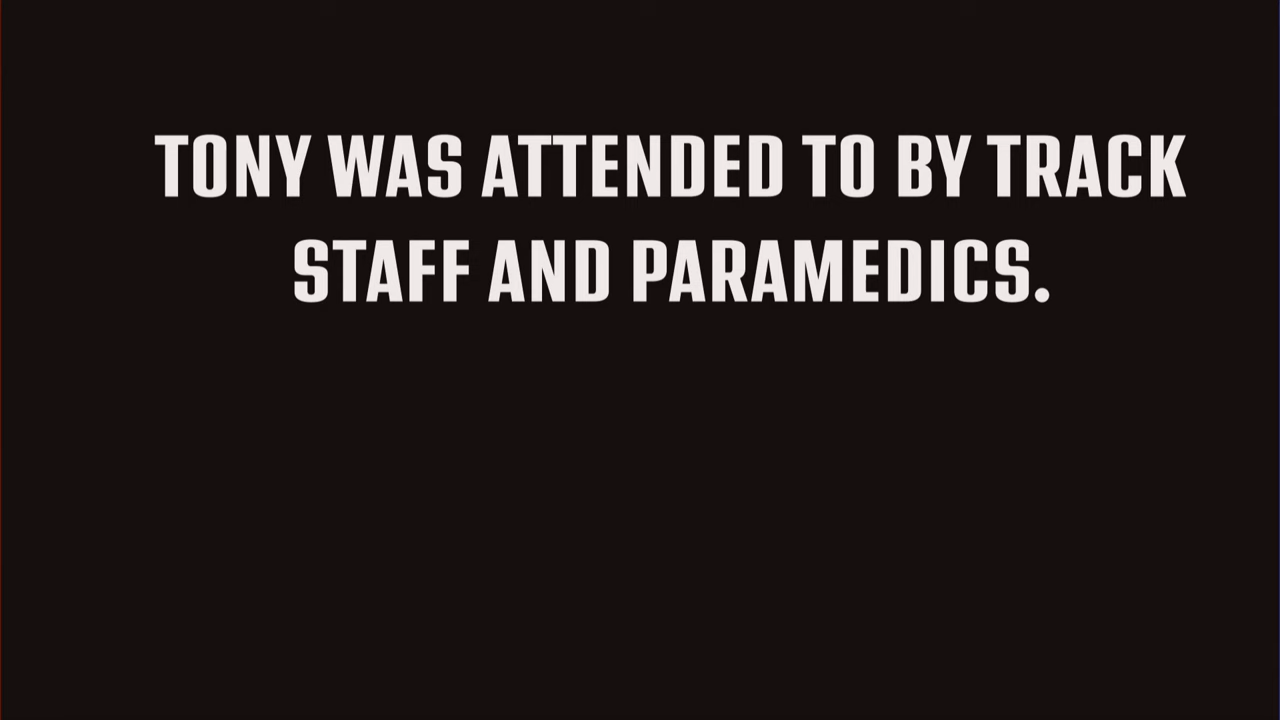 TONY WAS ATTENDED TO BY TRACK
STAFF AND PARAMEDICS.